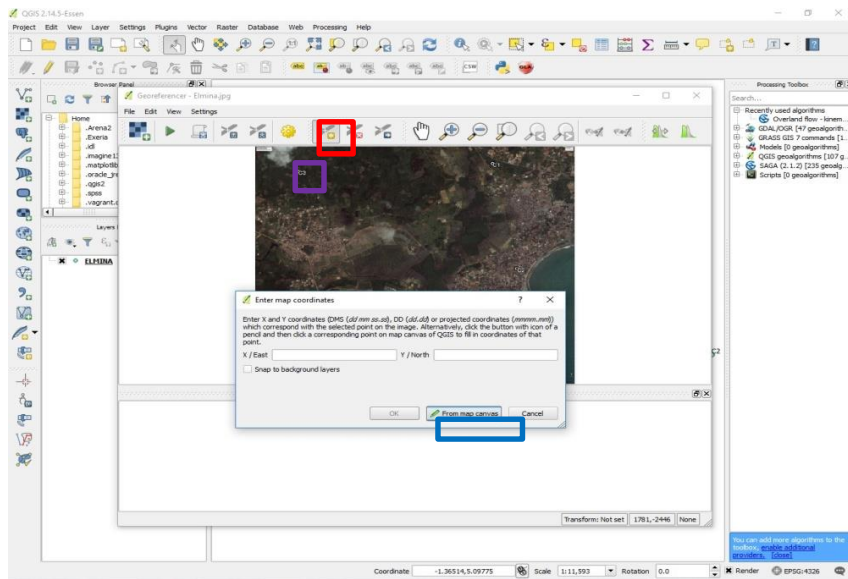 QGIS 2.14.5-Essen
Project Edit View Layer Settings Plugins Vector Raster Database Web Processing Help
Browser Panel
Home
.Arena2
.Exeria
.idl
.imagine1
.matplotlib
.oracle_jre
.qgis2
.spss
.vagrant.d
Layers
ELMINA
Georeferencer - Elmina.jpg
File Edit View Settings
Enter map coordinates
Enter X and Y coordinates (DMS (dd mm ss.ss), DD (dd.dd) or projected coordinates (mmmm.mm))
which correspond with the selected point on the image. Alternatively, click the button with icon of a
pencil and then click a corresponding point on map canvas of QGIS to fill in coordinates of that
point.
X / East Y / North
Snap to background layers
OK From map canvas Cancel
Transform: Not set 1781,-2446 None
Processing Toolbox
Search...
Recently used algorithms
Overland flow - kinem...
GDAL/OGR [47 geoalgorith...
GRASS GIS 7 commands [1...
Models [0 geoalgorithms]
QGIS geoalgorithms [107 g...
SAGA (2.1.2) [235 geoalg...
Scripts [0 geoalgorithms]
You can add more algorithms to the
toolbox, enable additional
providers. [close]
Coordinate -1.36514,5.09775 Scale 1:11,593 Rotation 0.0 Render EPSG:4326